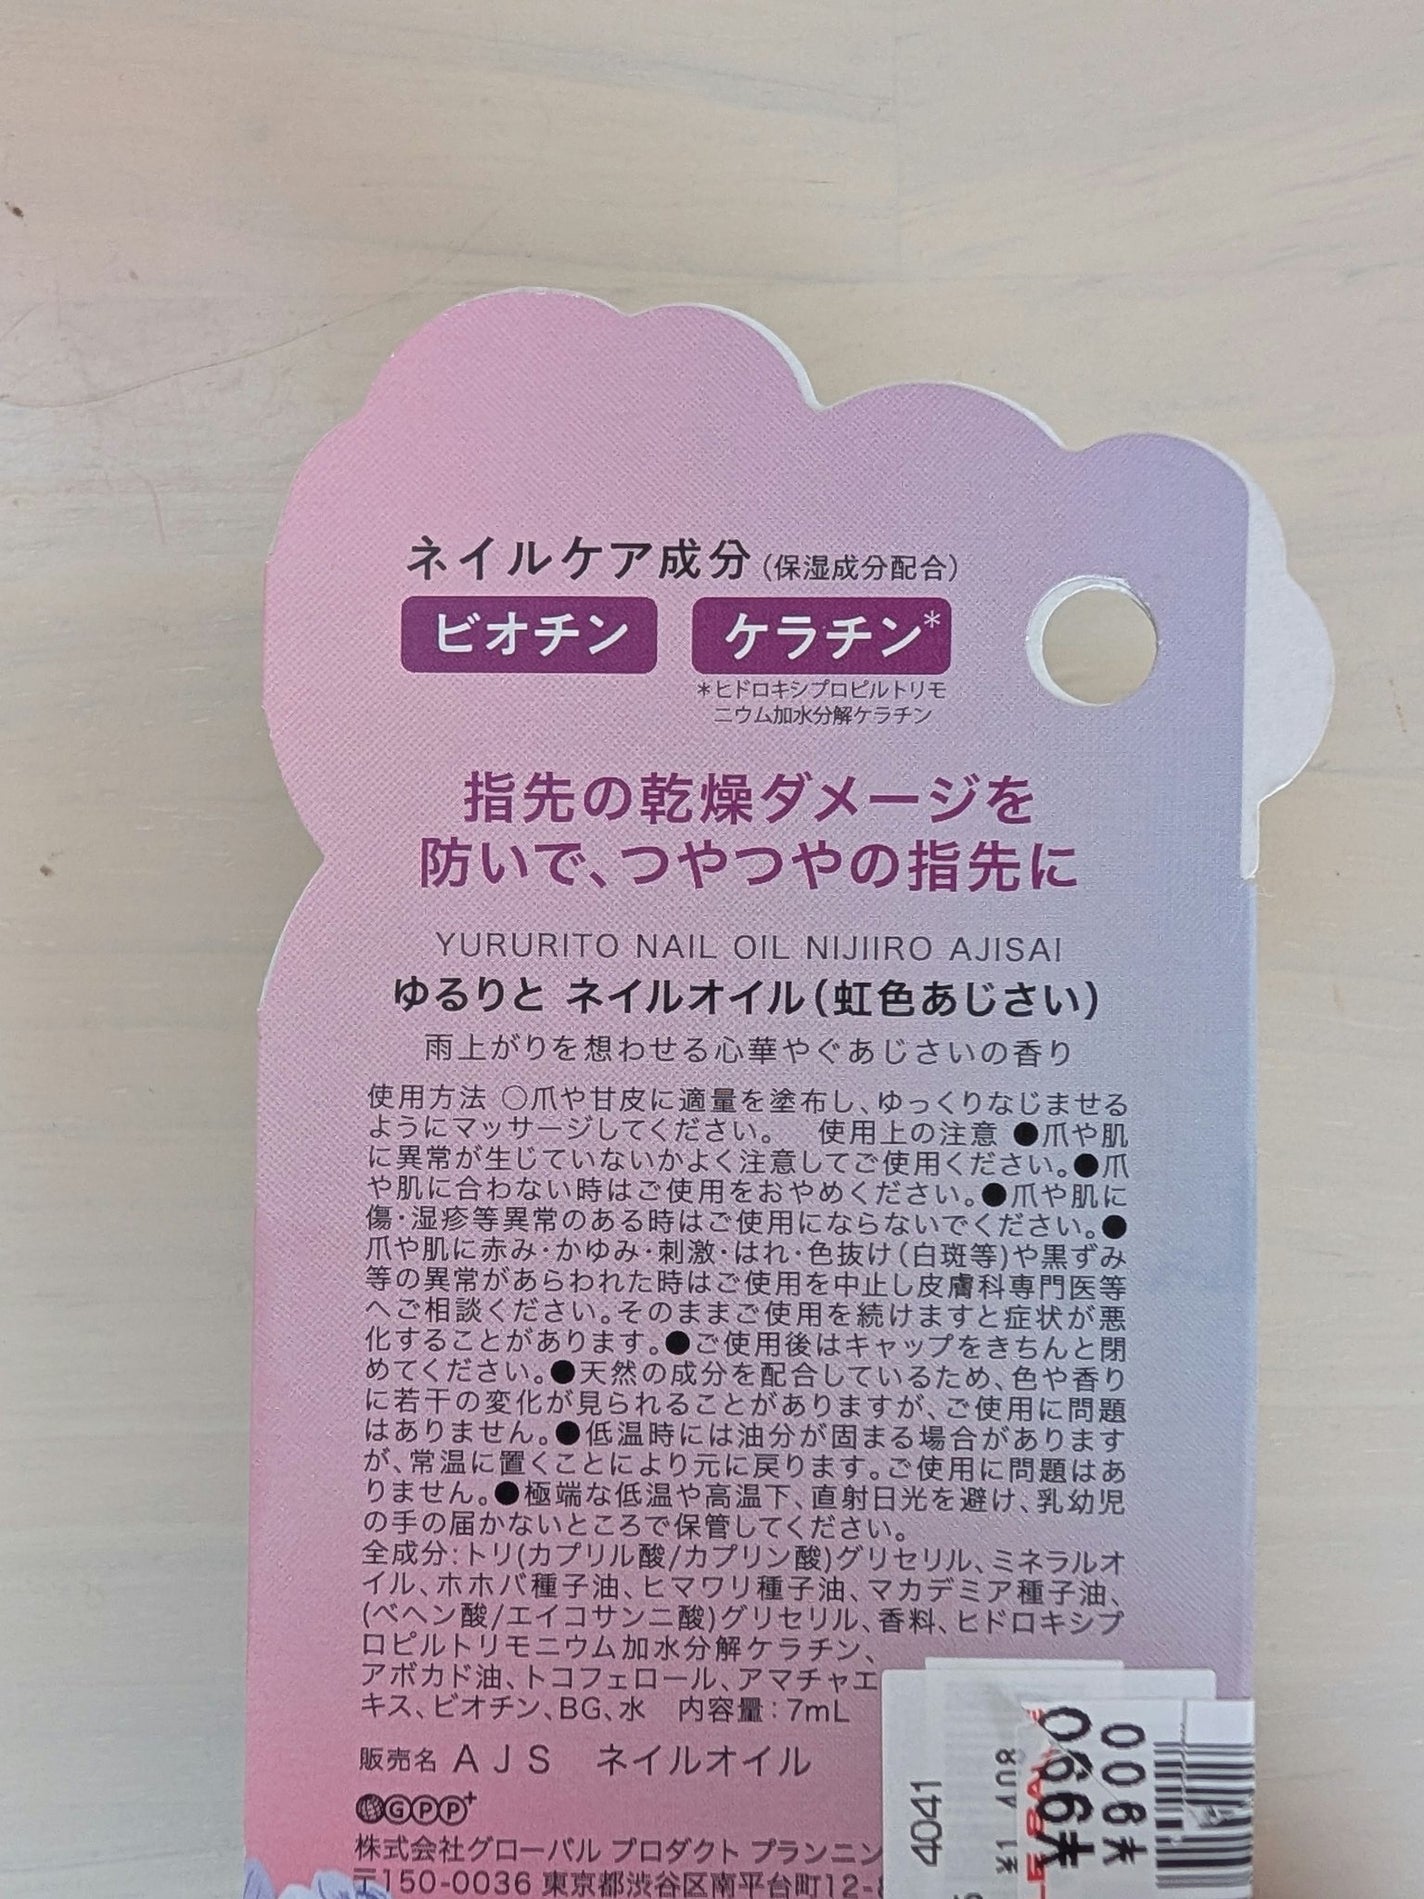 ネイルケア成分(保湿成分配合)
ビオチン ケラチン*
*ヒドロキシプロピルトリモ
ニウム加水分解ケラチン
指先の乾燥ダメージを
防いで、つやつやの指先に
YURURITO NAIL OIL NIJIIRO AJISAI
ゆるりと ネイルオイル(虹色あじさい)
雨上がりを想わせる心華やぐあじさいの香り
使用方法 ○爪や甘皮に適量を塗布し、ゆっくりなじませる
ようにマッサージしてください。 使用上の注意 ●爪や肌
に異常が生じていないかよく注意してご使用ください。●爪
や肌に合わない時はご使用をおやめください。●爪や肌に
傷・湿疹等異常のある時はご使用にならないでください。●
爪や肌に赤み・かゆみ・刺激・はれ・色抜け(白斑等)や黒ずみ
等の異常があらわれた時はご使用を中止し皮膚科専門医等
へご相談ください。そのままご使用を続けますと症状が悪
化することがあります。●ご使用後はキャップをきちんと閉
めてください。●天然の成分を配合しているため、色や香り
に若干の変化が見られることがありますが、ご使用に問題
はありません。●低温時には油分が固まる場合があります
が、常温に置くことにより元に戻ります。ご使用に問題はあ
りません。●極端な低温や高温下、直射日光を避け、乳幼児
の手の届かないところで保管してください。
全成分:トリ(カプリル酸/カプリン酸)グリセリル、ミネラルオ
イル、ホホバ種子油、ヒマワリ種子油、マカデミア種子油、
(ベヘン酸/エイコサン二酸)グリセリル、香料、ヒドロキシプ
ロピルトリモニウム加水分解ケラチン、
アボカド油、トコフェロール、アマチャエ
キス、ビオチン、BG、水 内容量:7mL
販売名 AJS ネイルオイル
GPP+
株式会社グローバル プロダクト プランニン
〒150-0036 東京都渋谷区南平台町12-
4041
¥1,408
¥990
¥900